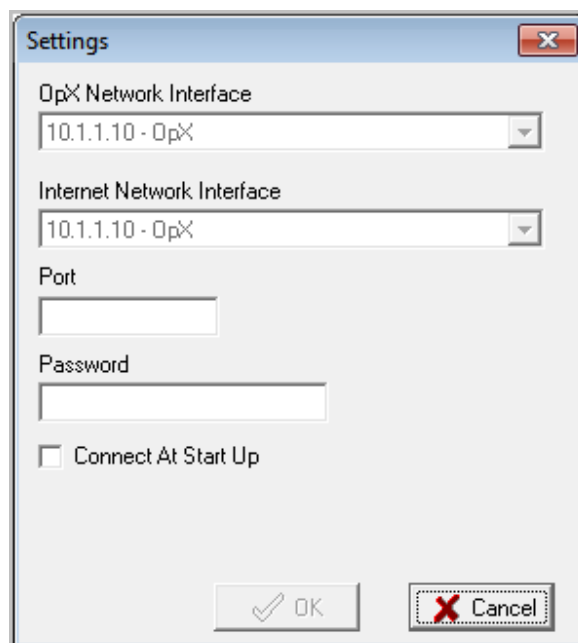 Settings
OpX Network Interface
10.1.1.10 - OpX
Internet Network Interface
10.1.1.10 - OpX
Port
Password
Connect At Start Up
OK
Cancel